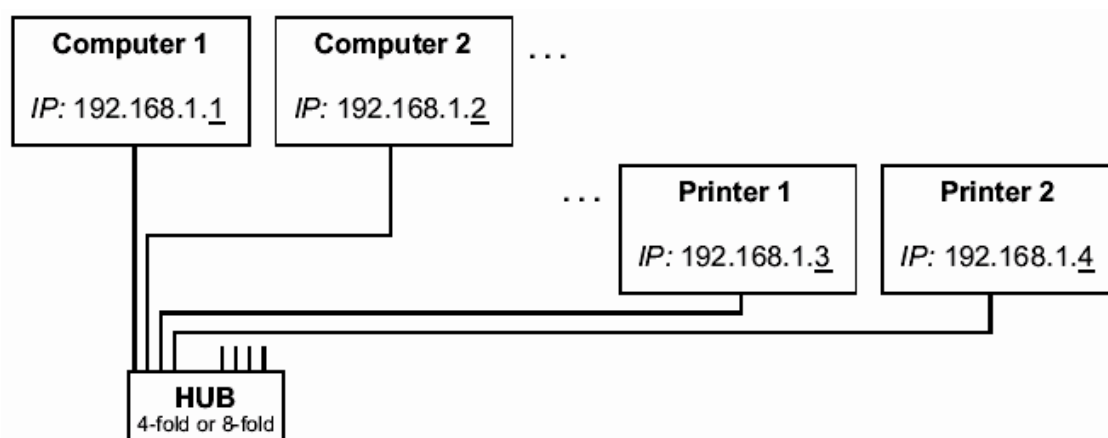 Computer 1
IP: 192.168.1.1
Computer 2
IP: 192.168.1.2
...
...
Printer 1
IP: 192.168.1.3
Printer 2
IP: 192.168.1.4
HUB
4-fold or 8-fold